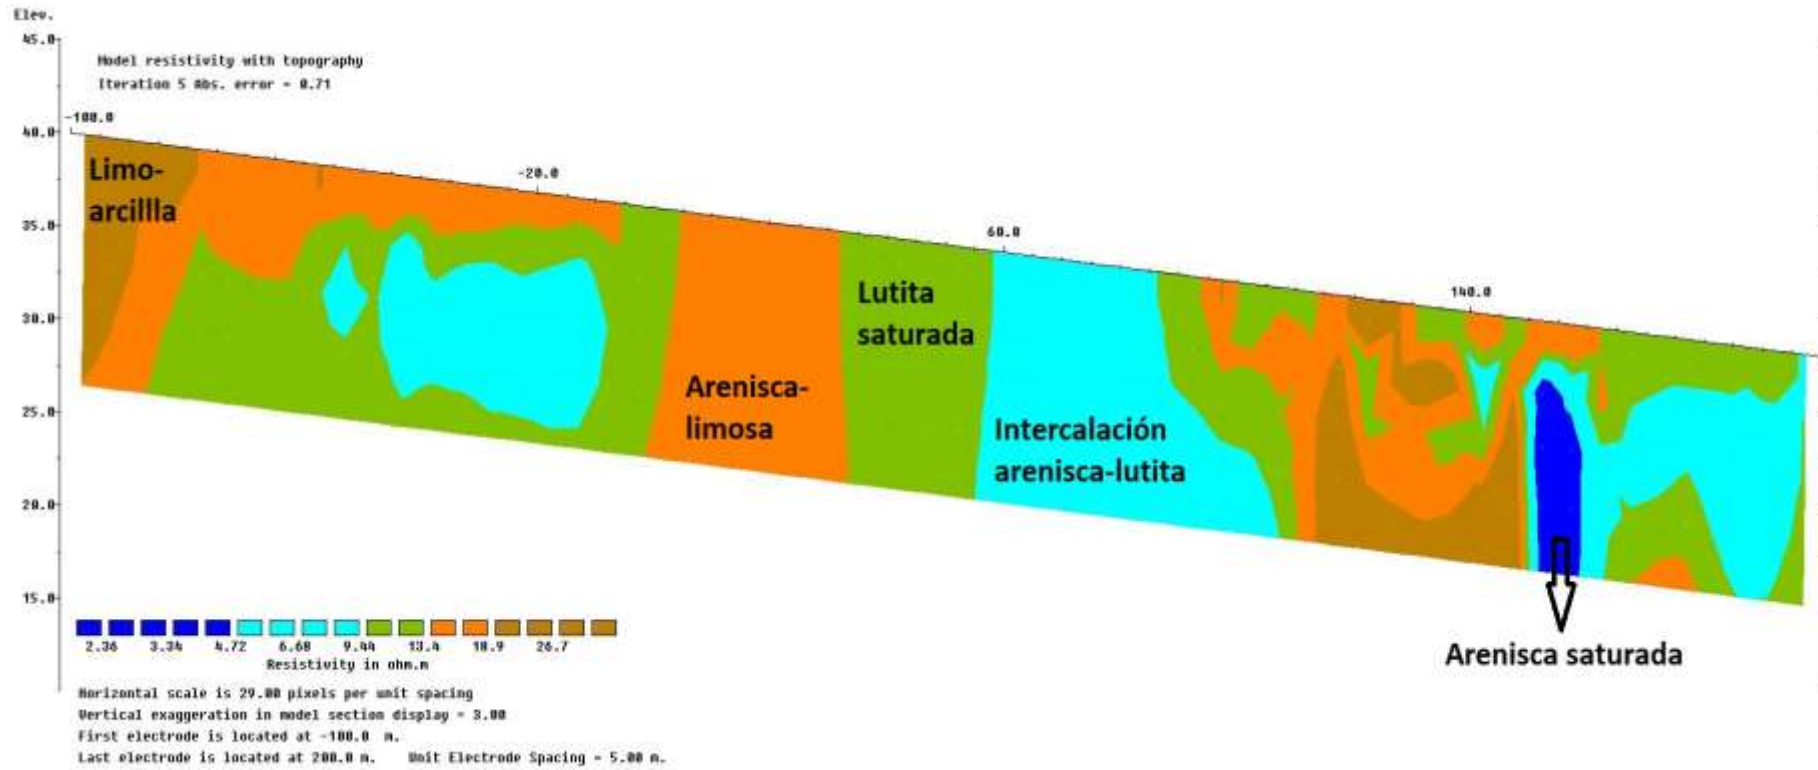 Elev.
45.0
Model resistivity with topography
Iteration 5 Abs. error = 0.71
-100.0
40.0
Limo-
arcillla
-20.0
35.0
60.0
Lutita
saturada
140.0
30.0
Arenisca-
limosa
25.0
Intercalación
arenisca-lutita
20.0
15.0
2.36 3.34 4.72 6.68 9.44 13.4 18.9 26.7
Resistivity in ohm.m
Arenisca saturada
Horizontal scale is 29.00 pixels per unit spacing
Vertical exaggeration in model section display = 3.00
First electrode is located at -100.0 m.
Last electrode is located at 200.0 m. Unit Electrode Spacing = 5.00 m.